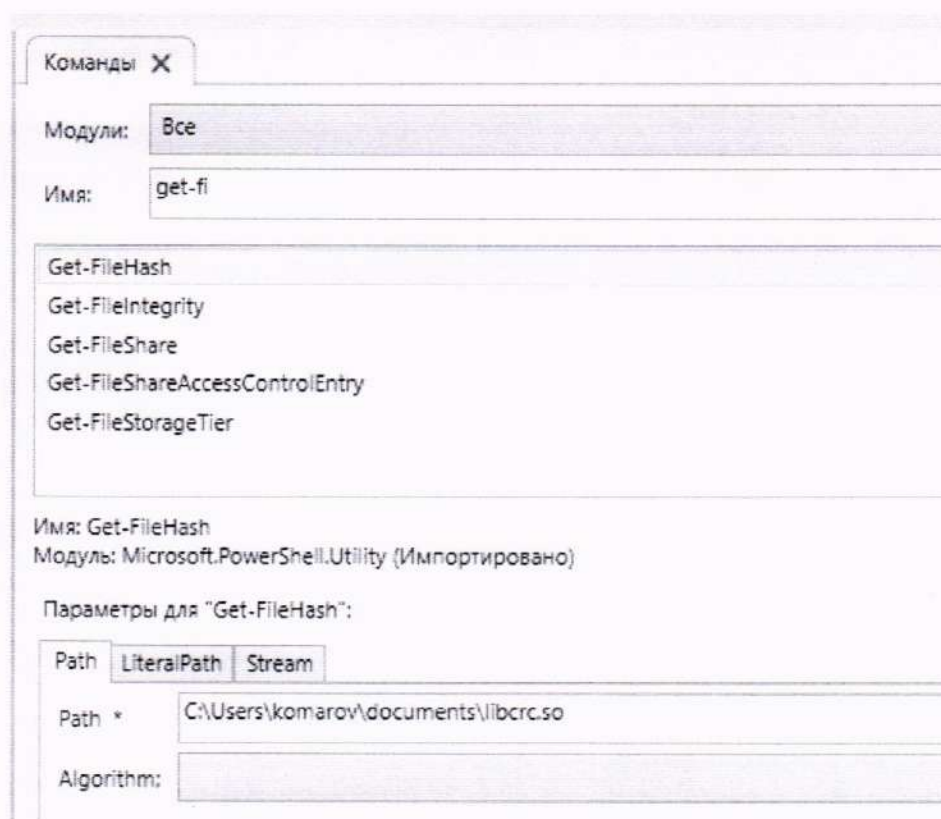 Команды
Модули: Все
Имя: get-fi
Get-FileHash
Get-FileIntegrity
Get-FileShare
Get-FileShareAccessControlEntry
Get-FileStorageTier
Имя: Get-FileHash
Модуль: Microsoft.PowerShell.Utility (Импортировано)
Параметры для "Get-FileHash":
Path LiteralPath Stream
Path * C:\Users\komarov\documents\libcrc.so
Algorithm: